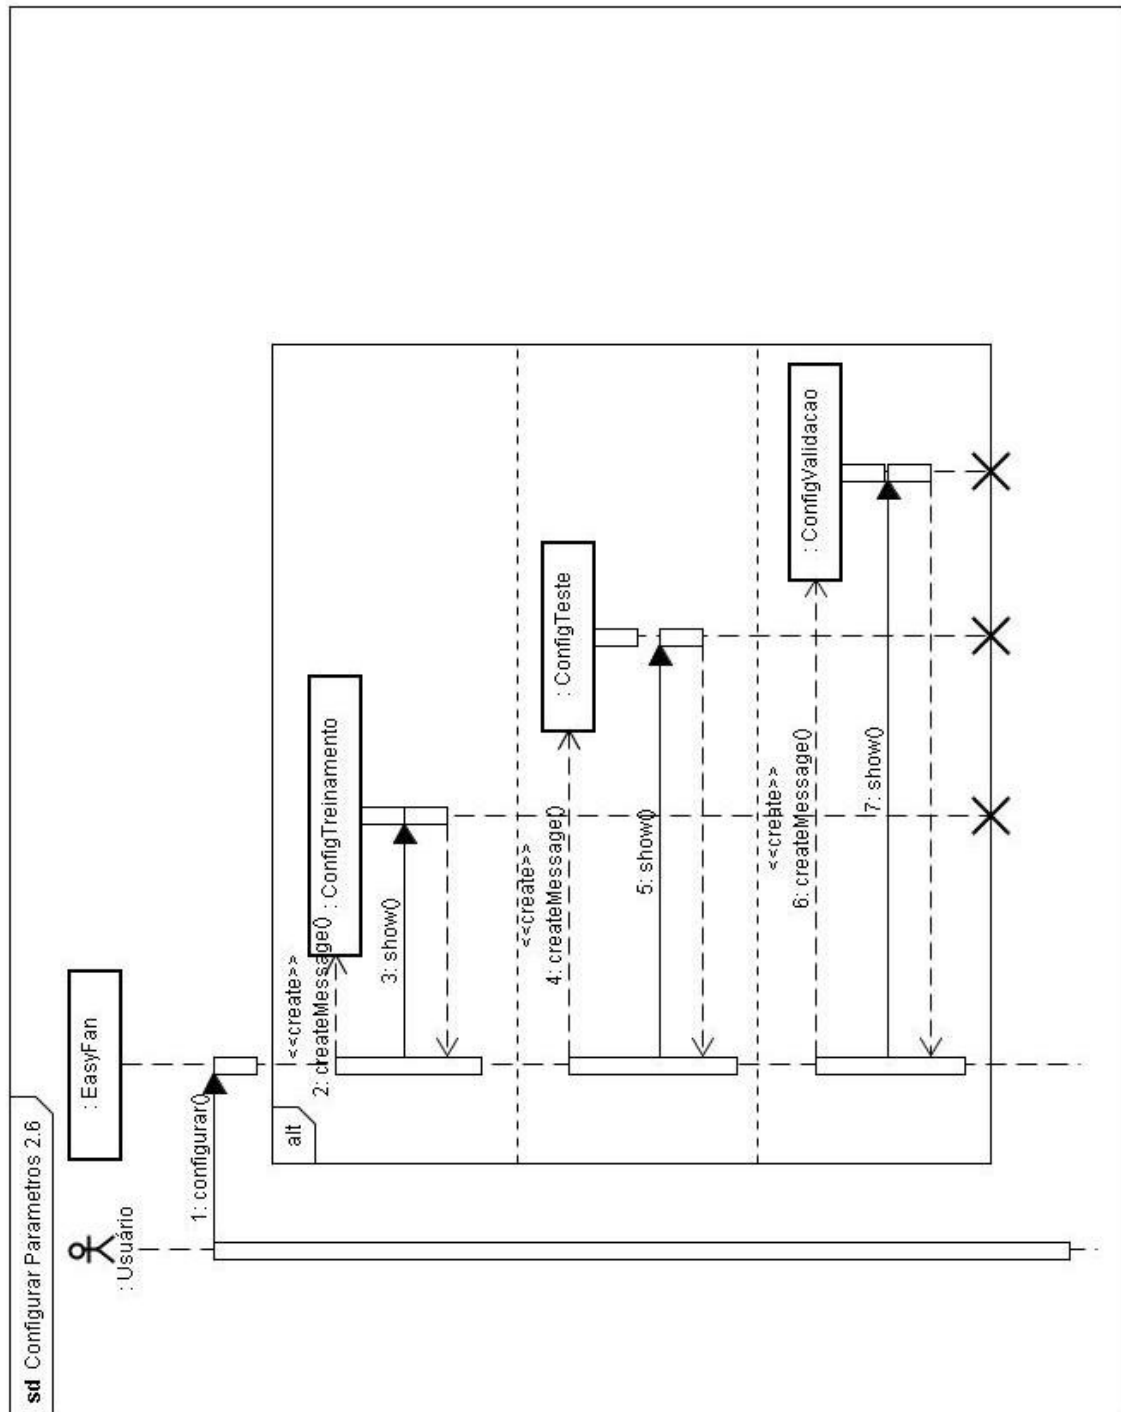 sd Configurar Parametros 2.6
: Usuário
: EasyFan
1: configurar()
alt
<<create>>
2: createMessage()
: ConfigTreinamento
3: show()
<<create>>
4: createMessage()
: ConfigTeste
5: show()
<<create>>
6: createMessage()
: ConfigValidacao
7: show()